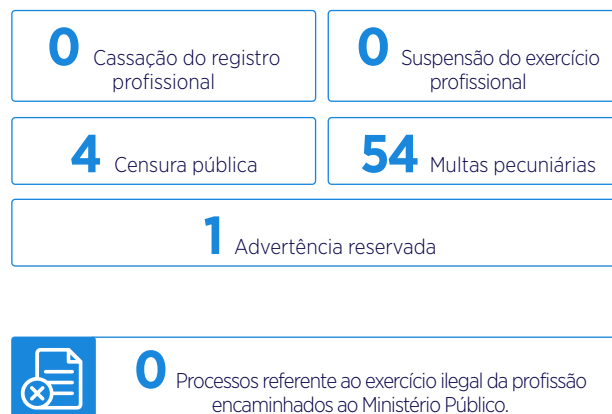 0 Cassação do registro
profissional
0 Suspensão do exercício
profissional
4 Censura pública
54 Multas pecuniárias
1 Advertência reservada
0 Processos referente ao exercício ilegal da profissão
encaminhados ao Ministério Público.